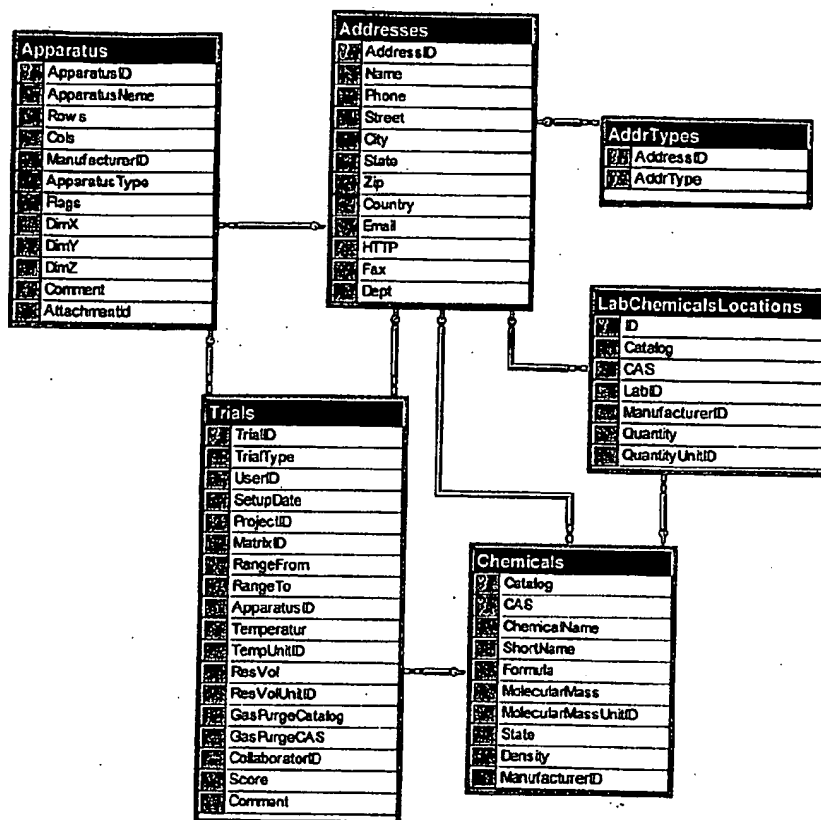 Apparatus
ApparatusID
ApparatusName
Rows
Cols
ManufacturerID
ApparatusType
Flags
DimX
DimY
DimZ
Comment
AttachmentId
Addresses
AddressID
Name
Phone
Street
City
State
Zip
Country
Email
HTTP
Fax
Dept
AddrTypes
AddressID
AddrType
LabChemicalsLocations
ID
Catalog
CAS
LabID
ManufacturerID
Quantity
QuantityUnitID
Trials
TrialID
TrialType
UserID
SetupDate
ProjectID
MatrixID
RangeFrom
RangeTo
ApparatusID
Temperatur
TempUnitID
ResVol
ResVolUnitID
GasPurgeCatalog
GasPurgeCAS
CollaboratorID
Score
Comment
Chemicals
Catalog
CAS
ChemicalName
ShortName
Formula
MolecularMass
MolecularMassUnitID
State
Density
ManufacturerID